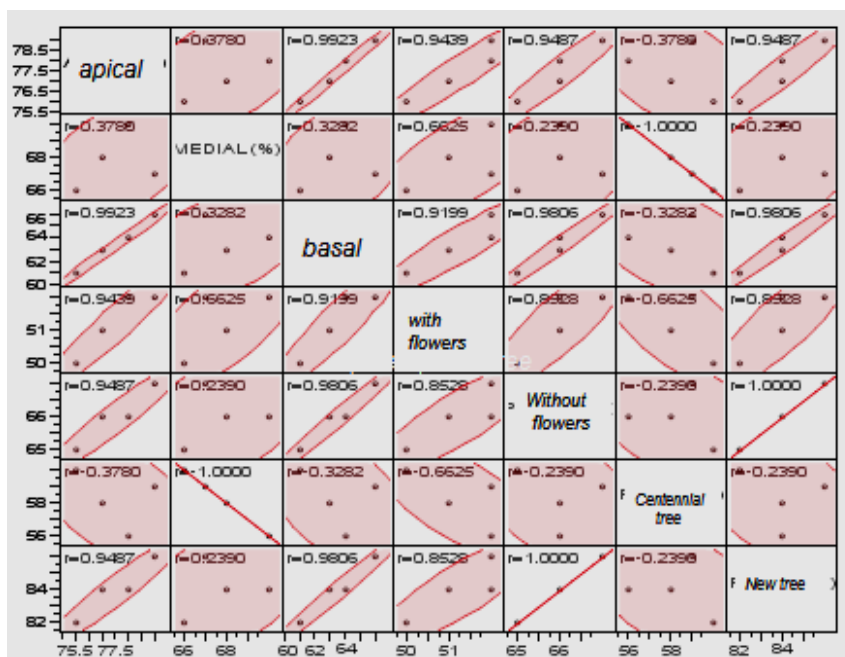 78.5 apical r=0.3780 r=0.9923 r=0.9439 r=0.9487 r=-0.3780 r=0.9487
77.5
76.5
75.5
r=0.3780 MEDIAL(%) r=0.3282 r=0.6625 r=0.2390 r=-1.0000 r=0.2390
68
66
r=0.9923 r=0.3282 basal r=0.9199 r=0.9806 r=-0.3282 r=0.9806
66
64
62
60
r=0.9439 r=0.6625 r=0.9199 with flowers r=0.8528 r=-0.6625 r=0.8528
51
50
r=0.9487 r=0.2390 r=0.9806 r=0.8528 Without flowers r=-0.2390 r=1.0000
66
65
r=-0.3780 r=-1.0000 r=-0.3282 r=-0.6625 r=-0.2390 Centennial tree r=-0.2390
58
56
r=0.9487 r=0.2390 r=0.9806 r=0.8528 r=1.0000 r=-0.2390 New tree
84
82
75.5 77.5 66 68 60 62 64 50 51 65 66 56 58 82 84